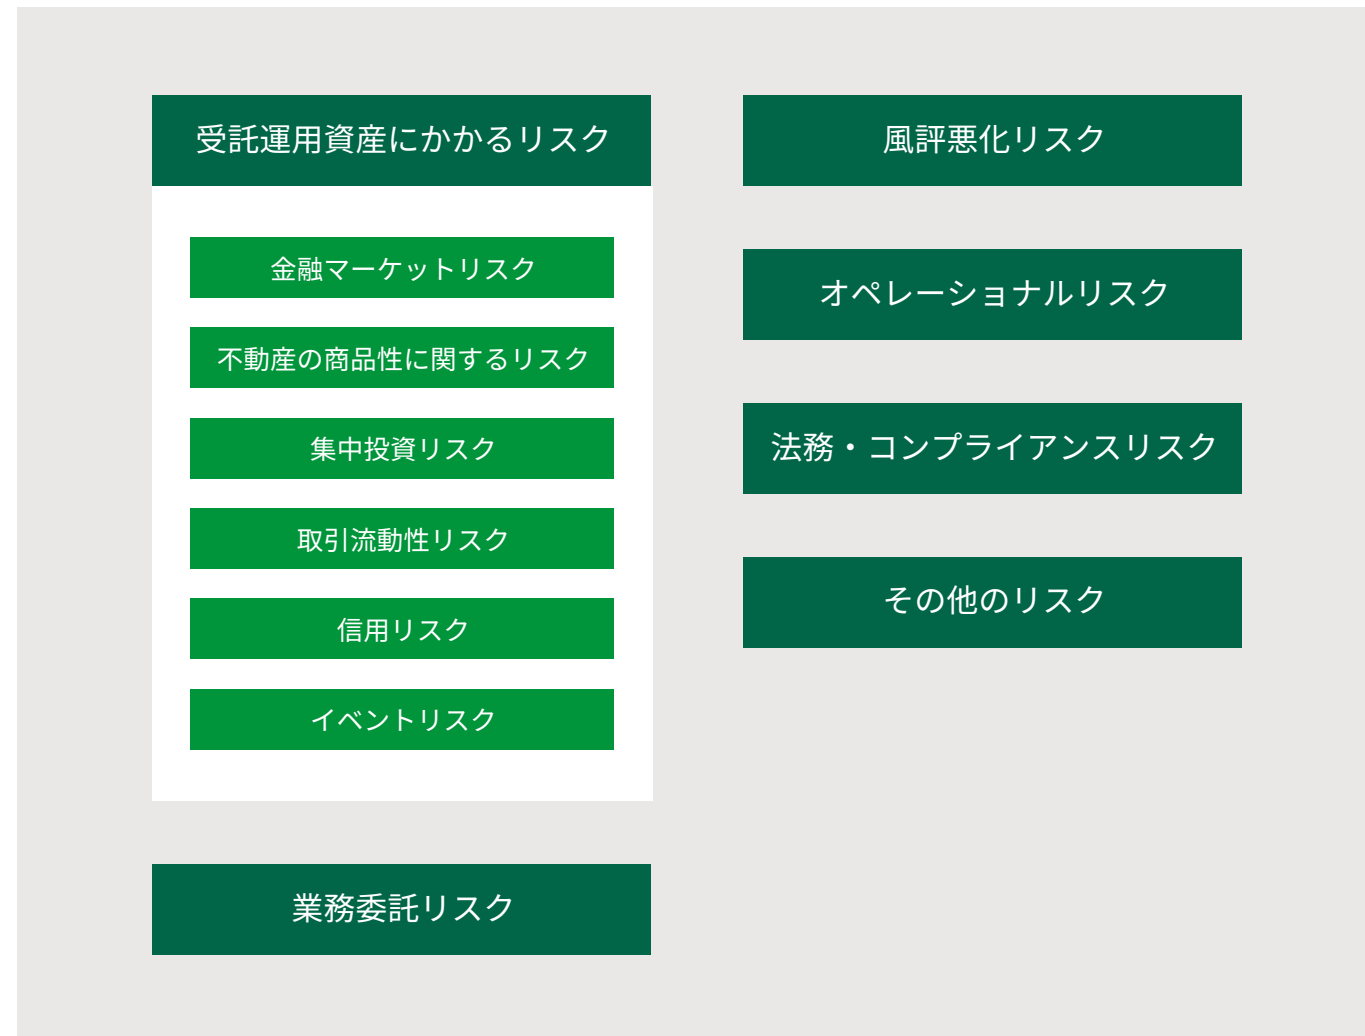 受託運用資産にかかるリスク
金融マーケットリスク
不動産の商品性に関するリスク
集中投資リスク
取引流動性リスク
信用リスク
イベントリスク
業務委託リスク
風評悪化リスク
オペレーショナルリスク
法務・コンプライアンスリスク
その他のリスク